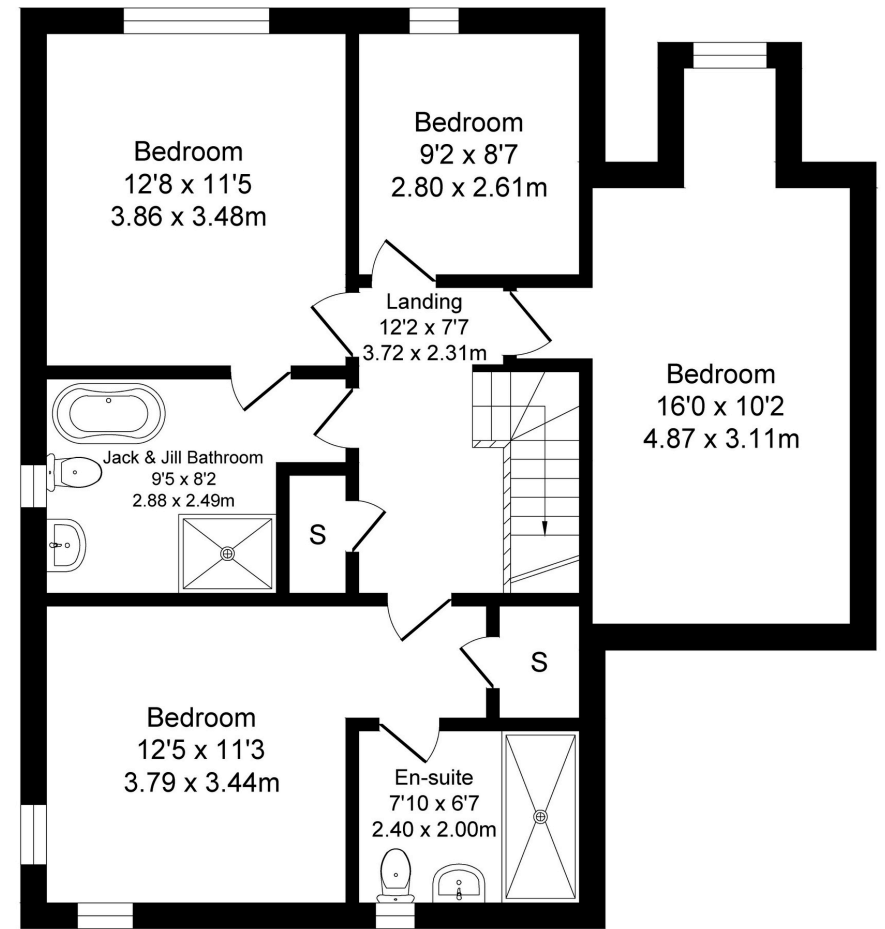 Bedroom
12'8 x 11'5
3.86 x 3.48m
Bedroom
9'2 x 8'7
2.80 x 2.61m
Landing
12'2 x 7'7
3.72 x 2.31m
Bedroom
16'0 x 10'2
4.87 x 3.11m
Jack & Jill Bathroom
9'5 x 8'2
2.88 x 2.49m
S
S
Bedroom
12'5 x 11'3
3.79 x 3.44m
En-suite
7'10 x 6'7
2.40 x 2.00m